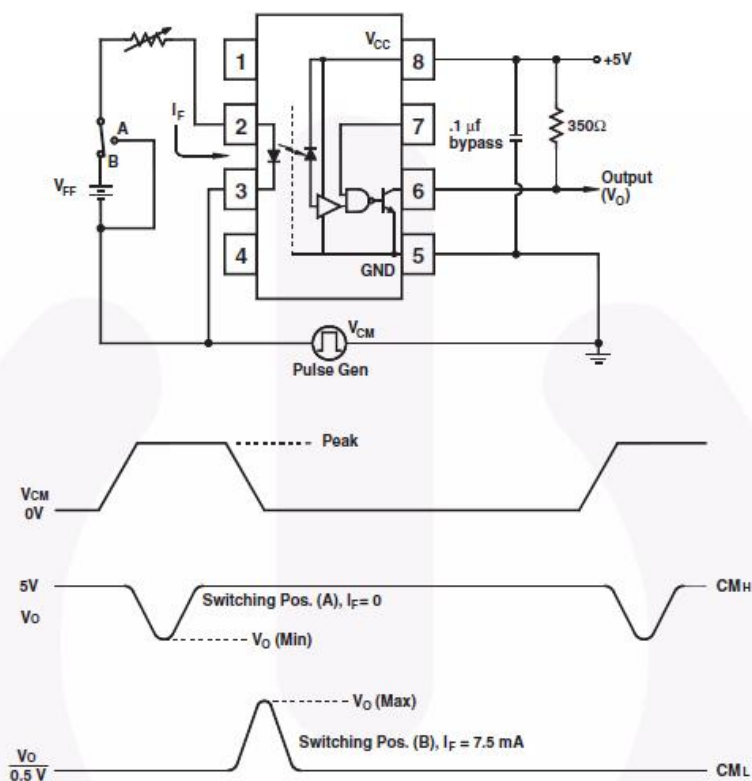 1
VCC
8
+5V
A
B
IF
2
7
.1 µf
bypass
350Ω
VFF
3
6
Output
(VO)
4
GND
5
VCM
Pulse Gen
Peak
VCM
0V
5V
Switching Pos. (A), IF = 0
CMH
VO
VO (Min)
VO (Max)
Switching Pos. (B), IF = 7.5 mA
VO
0.5 V
CML